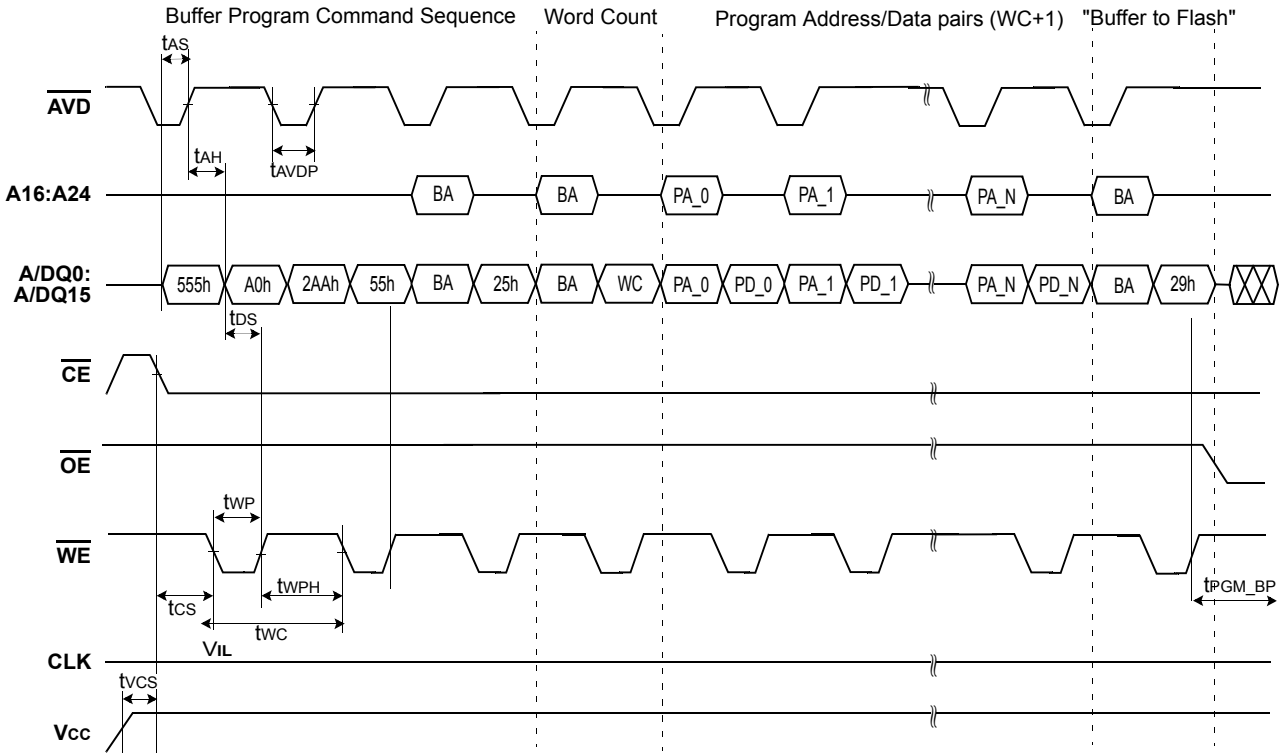 Buffer Program Command Sequence Word Count Program Address/Data pairs (WC+1) "Buffer to Flash"
tAS
AVD
tAH
tAVDP
A16:A24
BA BA PA_0 PA_1 PA_N BA
A/DQ0:
A/DQ15
555h A0h 2AAh 55h BA 25h BA WC PA_0 PD_0 PA_1 PD_1 PA_N PD_N BA 29h
tDS
CE
OE
tWP
WE
tWPH
tCS
tWC
tPGM_BP
VIL
CLK
tVCS
Vcc